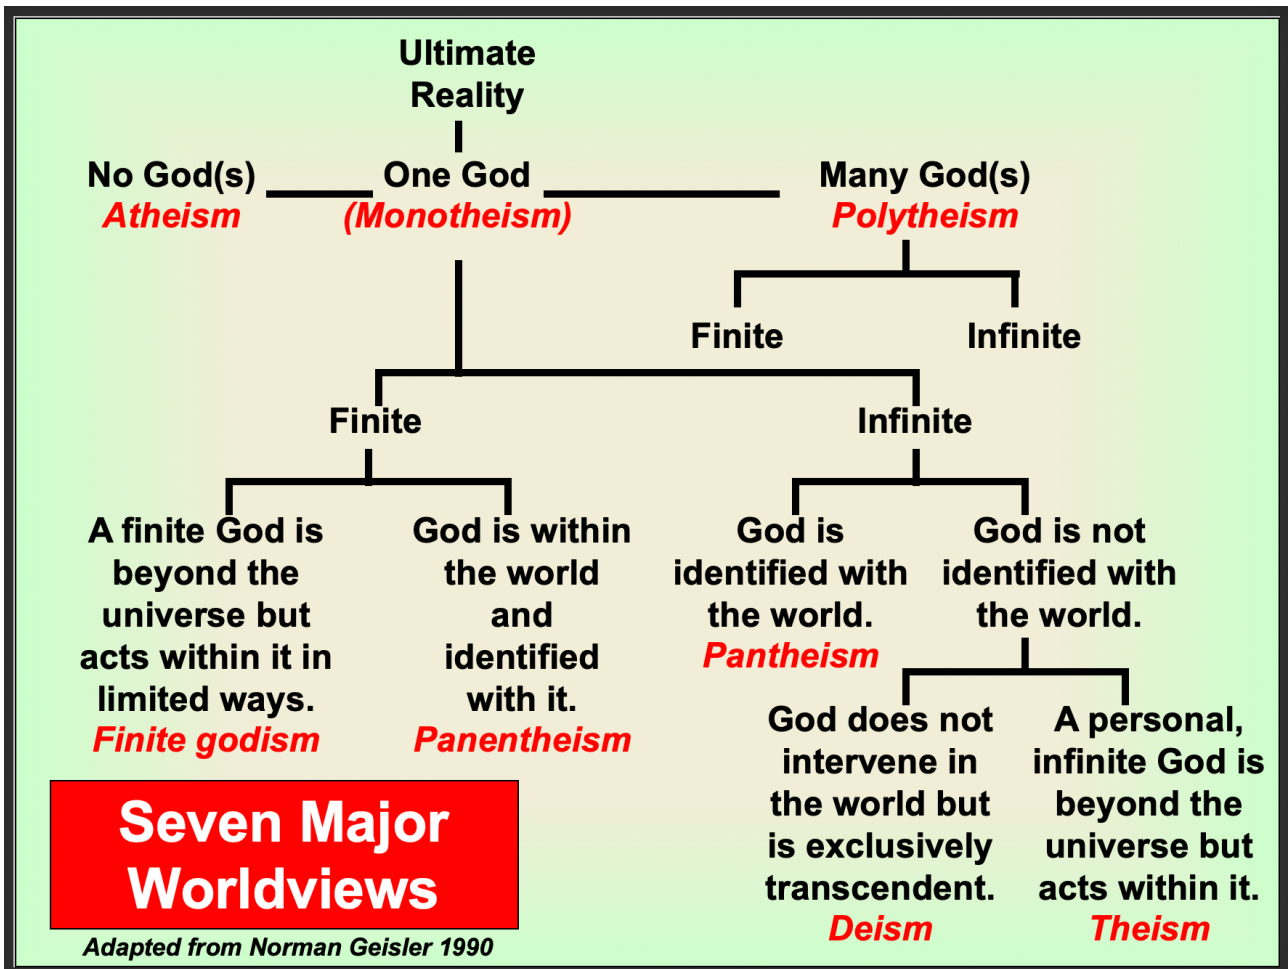 Ultimate
Reality
No God(s)
Atheism
One God
(Monotheism)
Many God(s)
Polytheism
Finite
Infinite
Finite
Infinite
A finite God is
beyond the
universe but
acts within it in
limited ways.
Finite godism
God is within
the world
and
identified
with it.
Panentheism
God is
identified with
the world.
Pantheism
God is not
identified with
the world.
God does not
intervene in
the world but
is exclusively
transcendent.
Deism
A personal,
infinite God is
beyond the
universe but
acts within it.
Theism
Seven Major
Worldviews
Adapted from Norman Geisler 1990